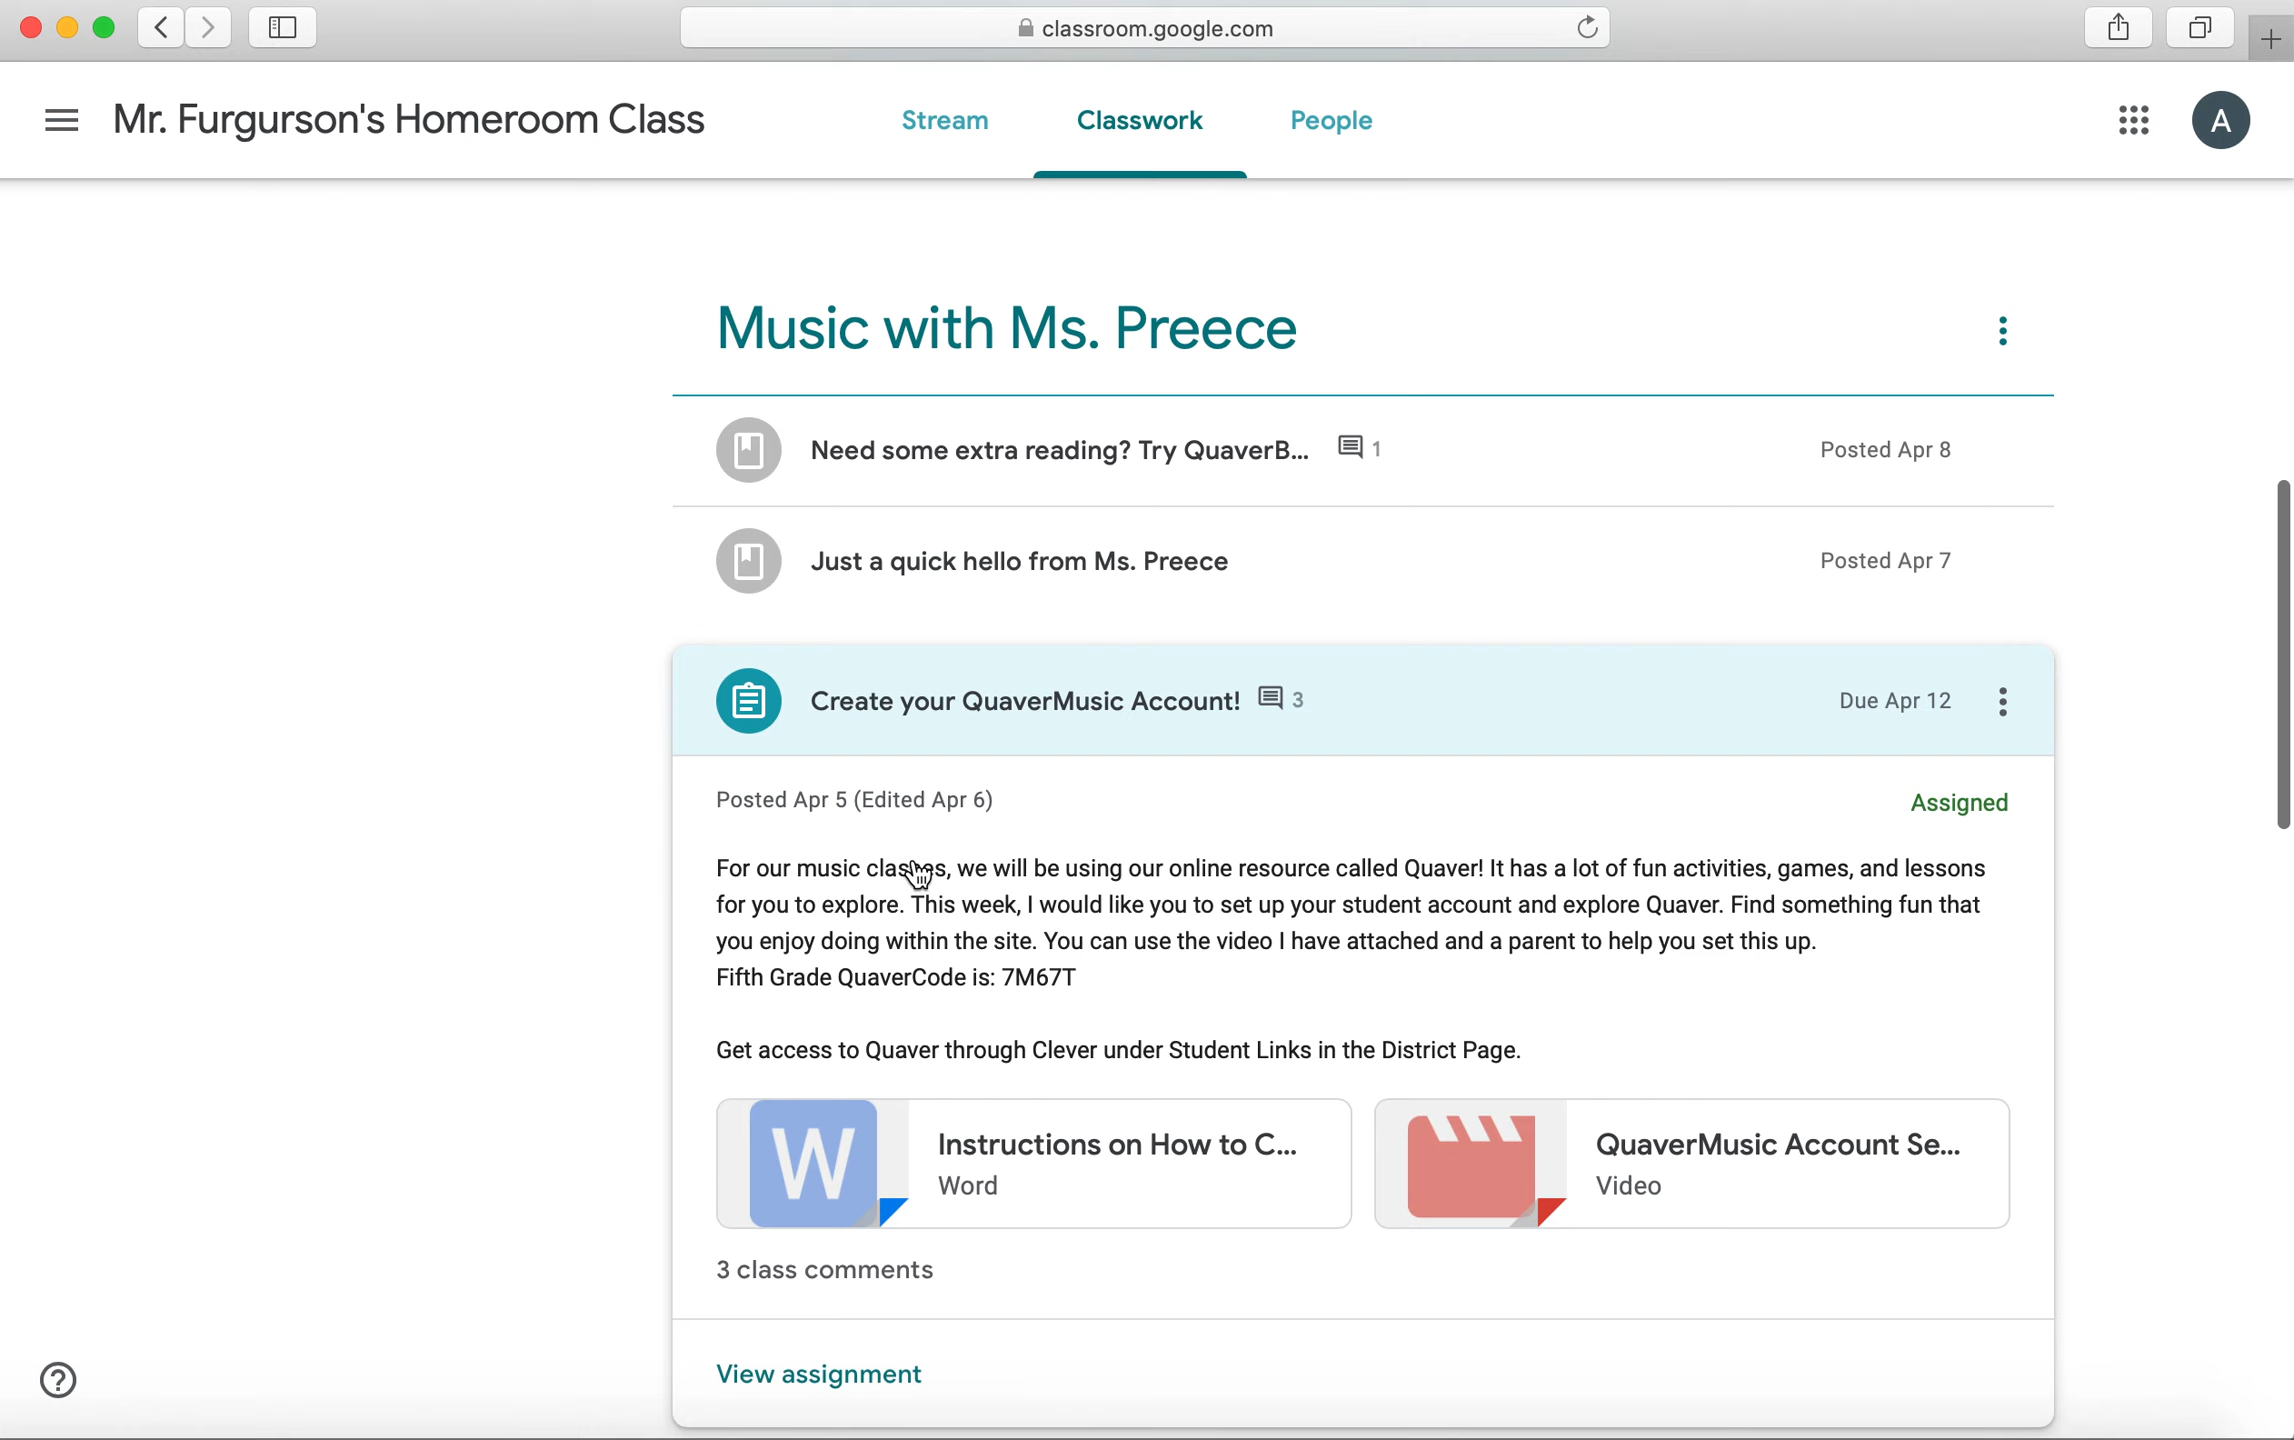 classroom.google.com
Mr. Furgurson's Homeroom Class
Stream
Classwork
People
A
Music with Ms. Preece
Need some extra reading? Try QuaverB...
1
Posted Apr 8
Just a quick hello from Ms. Preece
Posted Apr 7
Create your QuaverMusic Account!
3
Due Apr 12
Posted Apr 5 (Edited Apr 6)
Assigned
For our music classes, we will be using our online resource called Quaver! It has a lot of fun activities, games, and lessons
for you to explore. This week, I would like you to set up your student account and explore Quaver. Find something fun that
you enjoy doing within the site. You can use the video I have attached and a parent to help you set this up.
Fifth Grade QuaverCode is: 7M67T
Get access to Quaver through Clever under Student Links in the District Page.
W
Instructions on How to C...
Word
QuaverMusic Account Se...
Video
3 class comments
View assignment
?